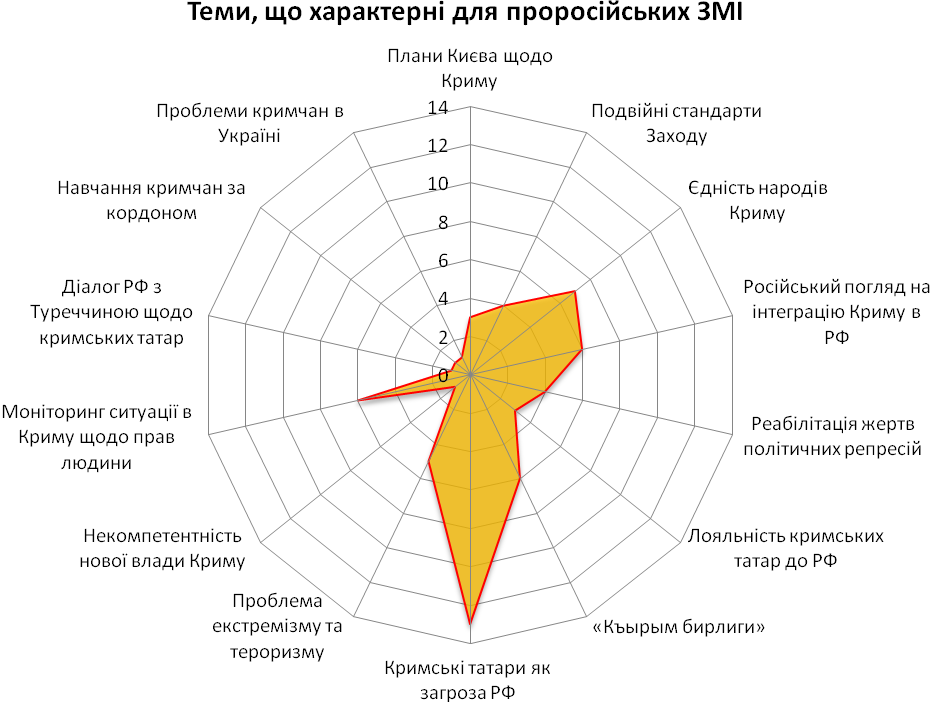 Теми, що характерні для проросійських ЗМІ
Плани Києва щодо
Криму
Подвійні стандарти
Заходу
Єдність народів
Криму
Російський погляд на
інтеграцію Криму в
РФ
Реабілітація жертв
політичних репресій
Лояльність кримських
татар до РФ
«Къырым бирлиги»
Кримські татари як
загроза РФ
Проблема
екстремізму та
тероризму
Некомпетентність
нової влади Криму
Моніторинг ситуації в
Криму щодо прав
людини
Діалог РФ з
Туреччиною щодо
кримських татар
Навчання кримчан за
кордоном
Проблеми кримчан в
Україні
14
12
10
8
6
4
2
0